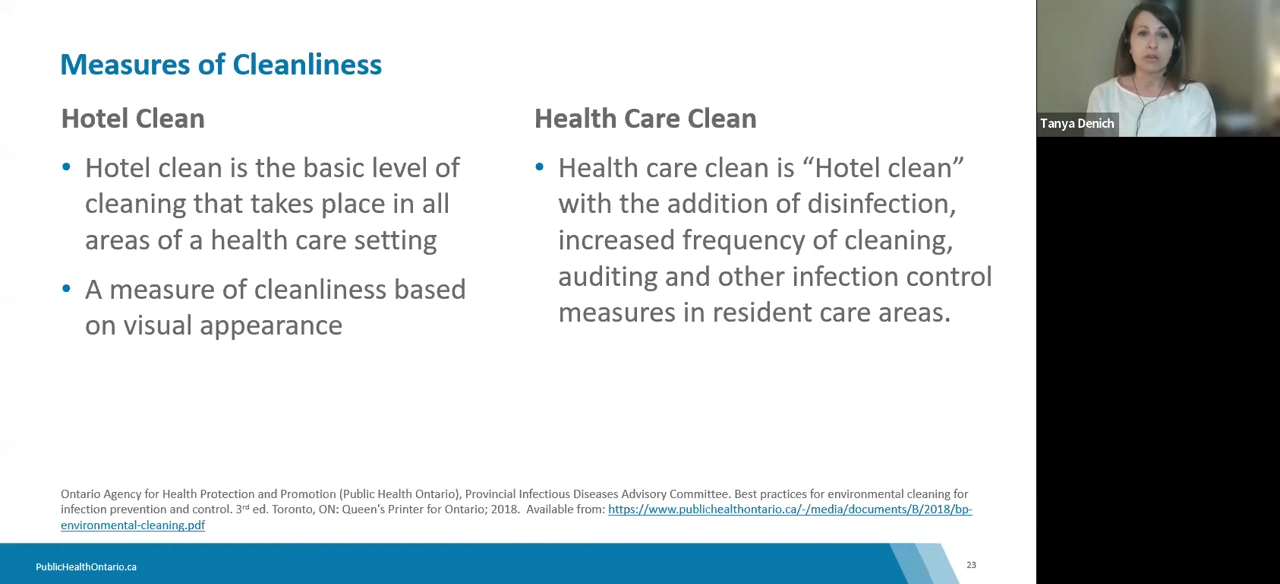 Measures of Cleanliness
Hotel Clean
• Hotel clean is the basic level of
cleaning that takes place in all
areas of a health care setting
• A measure of cleanliness based
on visual appearance
Health Care Clean
• Health care clean is “Hotel clean”
with the addition of disinfection,
increased frequency of cleaning,
auditing and other infection control
measures in resident care areas.
Ontario Agency for Health Protection and Promotion (Public Health Ontario), Provincial Infectious Diseases Advisory Committee. Best practices for environmental cleaning for
infection prevention and control. 3rd ed. Toronto, ON: Queen's Printer for Ontario; 2018. Available from: https://www.publichealthontario.ca/-/media/documents/B/2018/bp-
environmental-cleaning.pdf
PublicHealthOntario.ca
23
Tanya Denich